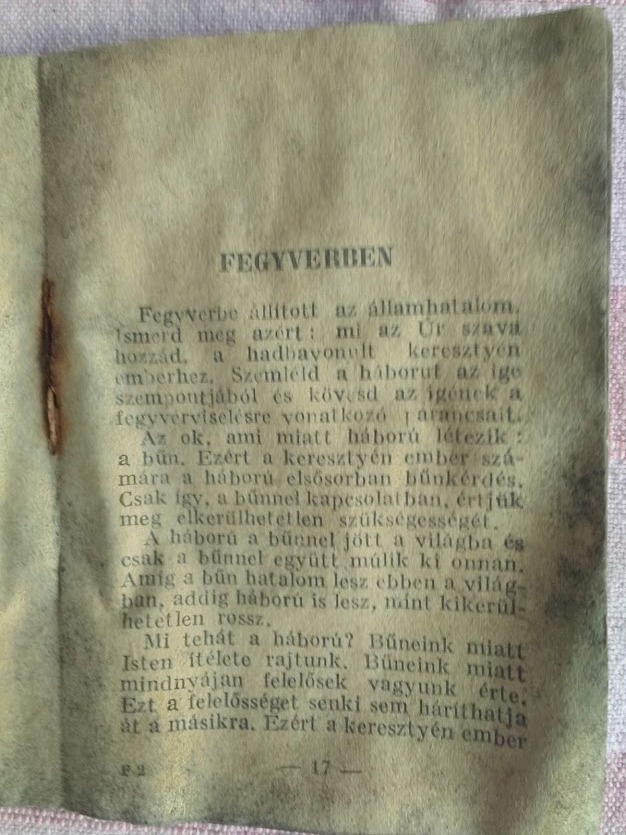 FEGYVERBEN
Fegyverbe állított az államhatalom.
Ismerd meg azért: mi az Úr szava
hozzád, a hadbavonult keresztyén
emberhez. Szemléld a háborút az ige
szempontjából és kövesd az igének a
fegyverviselésre vonatkozó parancsait.
Az ok, ami miatt háború létezik:
a bűn. Ezért a keresztyén ember szá-
mára a háború elsősorban bűnkérdés.
Csak így, a bűnnel kapcsolatban, értjük
meg elkerülhetetlen szükségességét.
A háború a bűnnel jött a világba és
csak a bűnnel együtt múlik ki onnan.
Amíg a bűn hatalom lesz ebben a világ-
ban, addig háború is lesz, mint kikerül-
hetetlen rossz.
Mi tehát a háború? Bűneink miatt
Isten ítélete rajtunk. Bűneink miatt
mindnyájan felelősek vagyunk érte.
Ezt a felelősséget senki sem háríthatja
át a másikra. Ezért a keresztyén ember
F 2 — 17 —